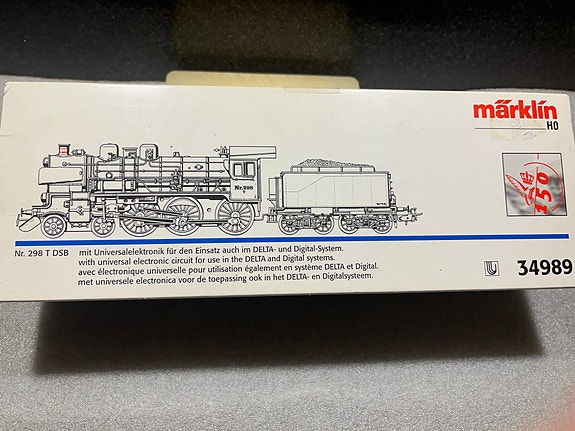 märklin
H0
150
Nr. 298
Nr. 298 T DSB
mit Universalelektronik für den Einsatz auch im DELTA- und Digital-System.
with universal electronic circuit for use in the DELTA and Digital systems.
avec électronique universelle pour utilisation également en système DELTA et Digital.
met universele electronica voor de toepassing ook in het DELTA- en Digitalsysteem.
34989